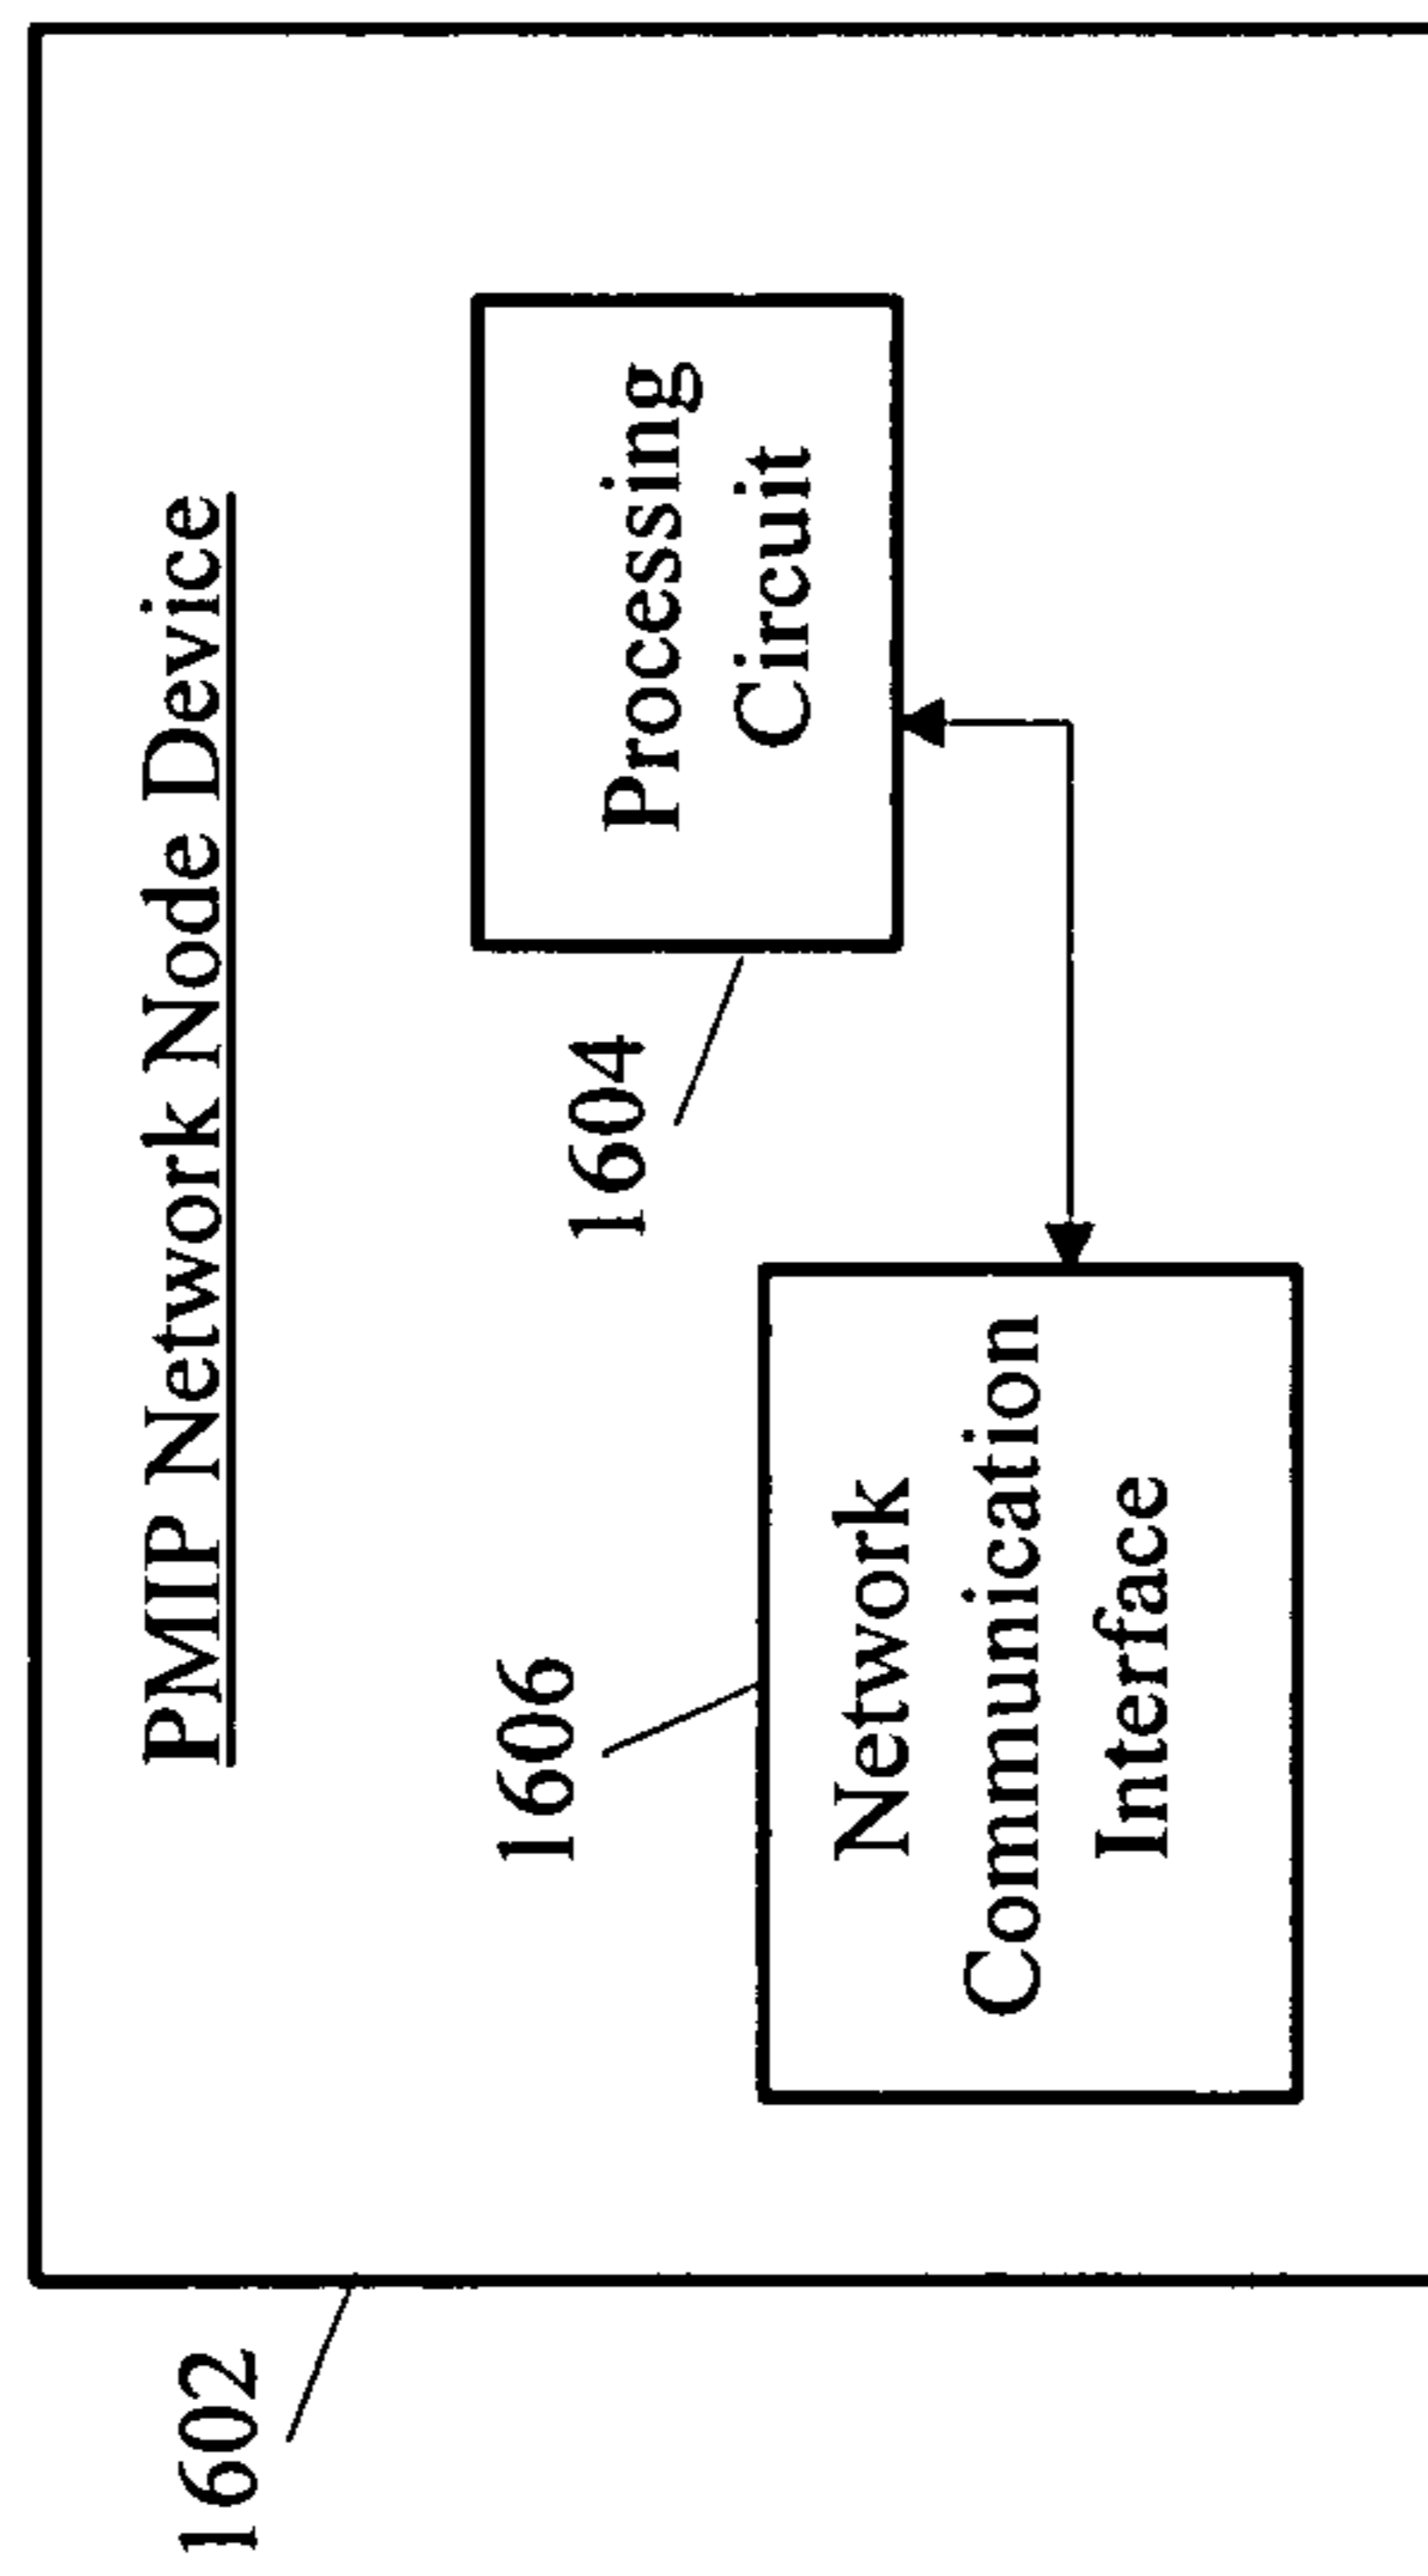 PMIP Network Node Device
1602
1604
Processing
Circuit
1606
Network
Communication
Interface